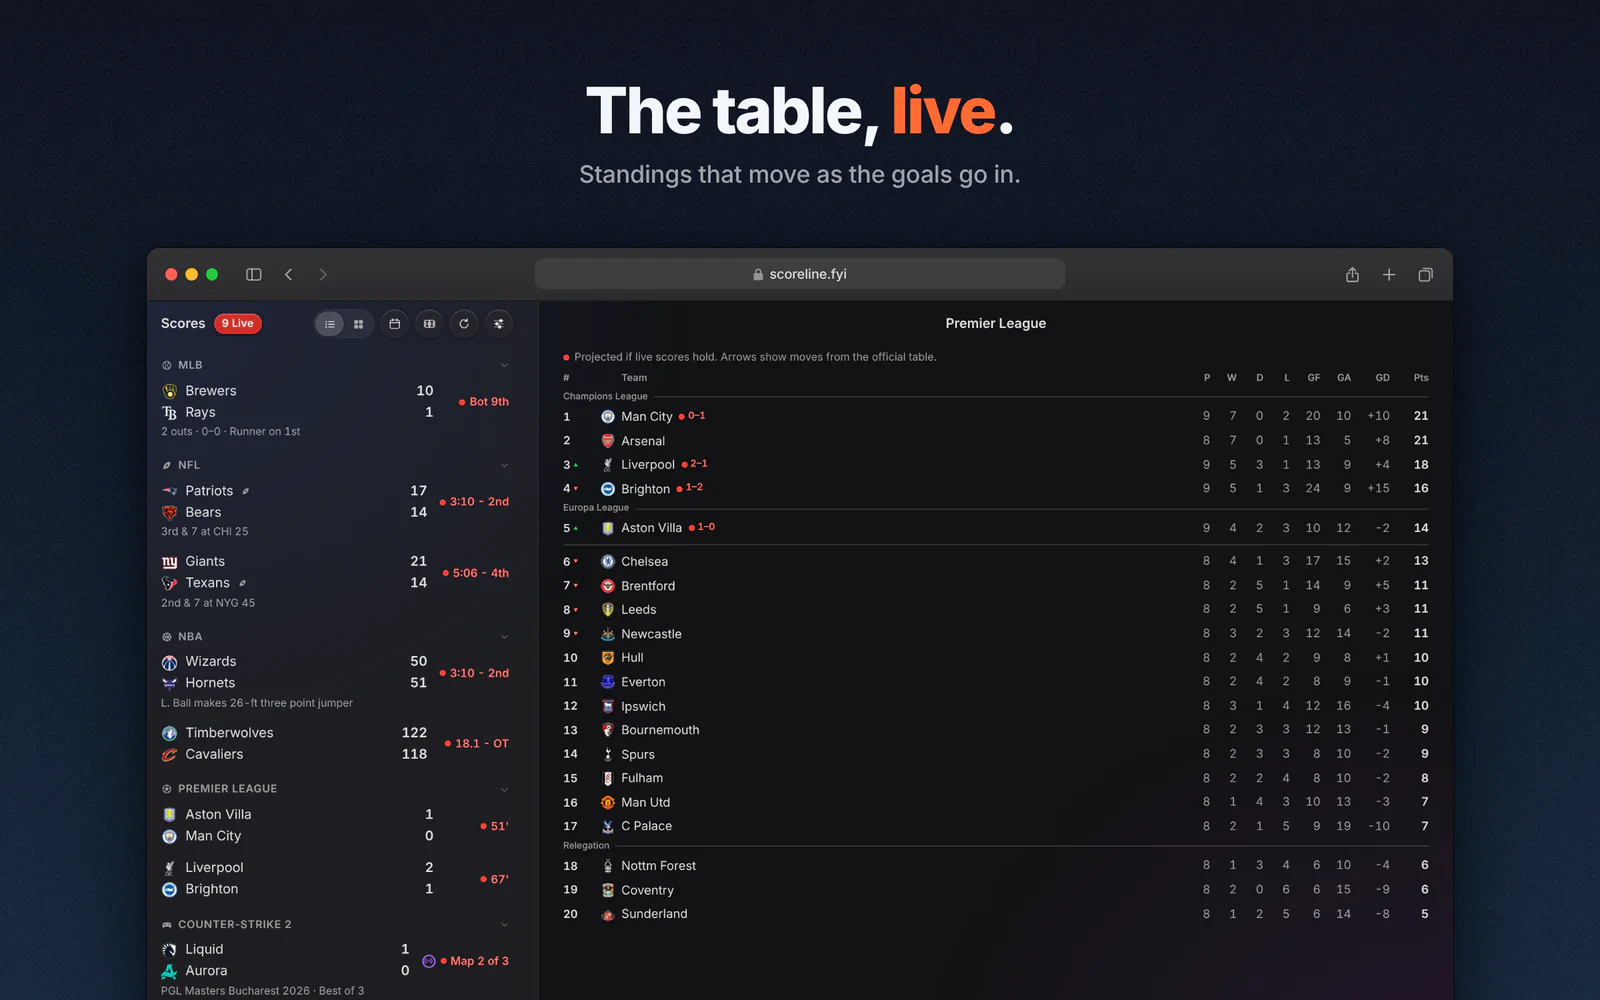 The table, live.
Standings that move as the goals go in.
scoreline.fyi
Scores 9 Live
MLB
Brewers 10
Rays 1
Bot 9th
2 outs · 0–0 · Runner on 1st
NFL
Patriots 17
Bears 14
3:10 - 2nd
3rd & 7 at CHI 25
Giants 21
Texans 14
5:06 - 4th
2nd & 7 at NYG 45
NBA
Wizards 50
Hornets 51
3:10 - 2nd
L. Ball makes 26-ft three point jumper
Timberwolves 122
Cavaliers 118
18.1 - OT
PREMIER LEAGUE
Aston Villa 1
Man City 0
51'
Liverpool 2
Brighton 1
67'
COUNTER-STRIKE 2
Liquid 1
Aurora 0
Map 2 of 3
PGL Masters Bucharest 2026 · Best of 3
Premier League
Projected if live scores hold. Arrows show moves from the official table.
# Team P W D L GF GA GD Pts
Champions League
1 Man City 0–1 9 7 0 2 20 10 +10 21
2 Arsenal 8 7 0 1 13 5 +8 21
3 Liverpool 2–1 9 5 3 1 13 9 +4 18
4 Brighton 1–2 9 5 1 3 24 9 +15 16
Europa League
5 Aston Villa 1–0 9 4 2 3 10 12 -2 14
6 Chelsea 8 4 1 3 17 15 +2 13
7 Brentford 8 2 5 1 14 9 +5 11
8 Leeds 8 2 5 1 9 6 +3 11
9 Newcastle 8 3 2 3 12 14 -2 11
10 Hull 8 2 4 2 9 8 +1 10
11 Everton 8 2 4 2 8 9 -1 10
12 Ipswich 8 3 1 4 12 16 -4 10
13 Bournemouth 8 2 3 3 12 13 -1 9
14 Spurs 8 2 3 3 8 10 -2 9
15 Fulham 8 2 2 4 8 10 -2 8
16 Man Utd 8 1 4 3 10 13 -3 7
17 C Palace 8 2 1 5 9 19 -10 7
Relegation
18 Nottm Forest 8 1 3 4 6 10 -4 6
19 Coventry 8 2 0 6 6 15 -9 6
20 Sunderland 8 1 2 5 6 14 -8 5